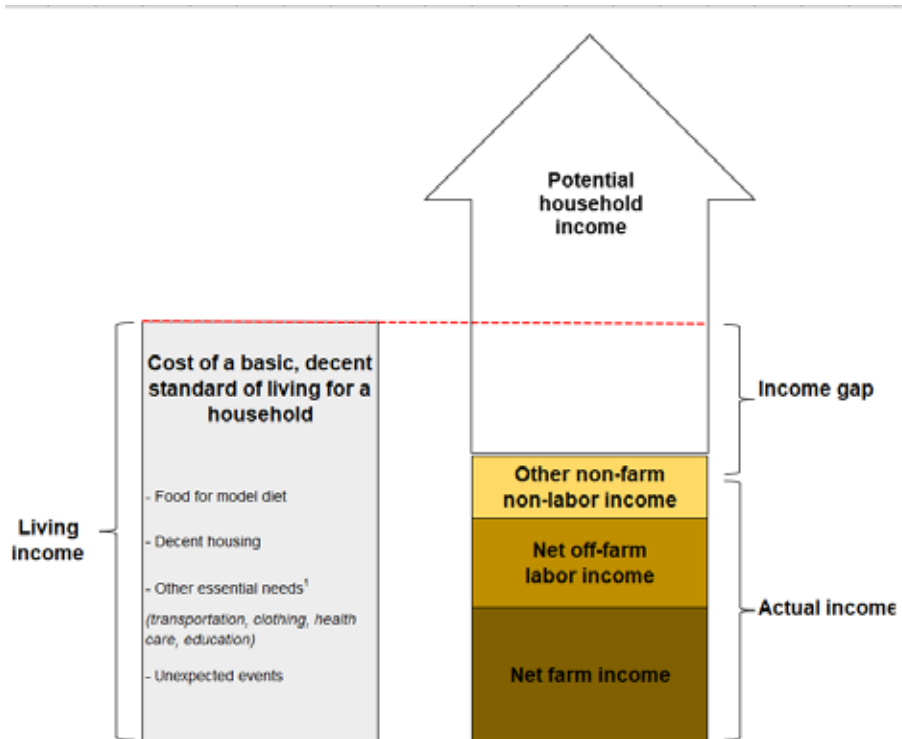 Potential
household
income
Cost of a basic, decent
standard of living for a
household
- Food for model diet
- Decent housing
- Other essential needs¹
(transportation, clothing, health
care, education)
- Unexpected events
Living
income
Other non-farm
non-labor income
Net off-farm
labor income
Net farm income
Income gap
Actual income